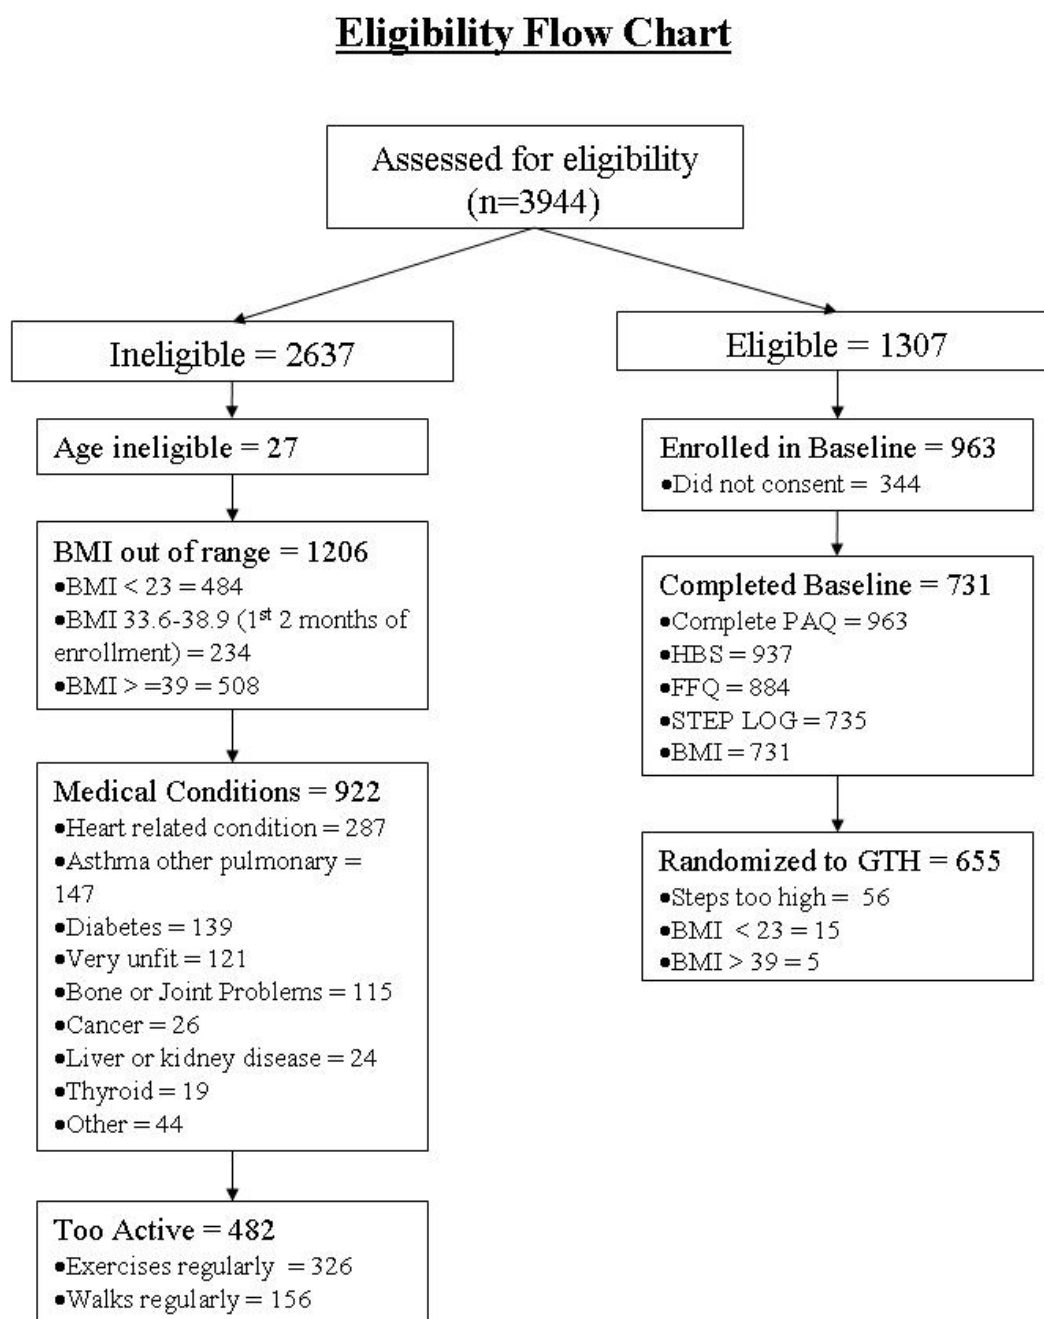 Eligibility Flow Chart
Assessed for eligibility
(n=3944)
Ineligible = 2637
Age ineligible = 27
BMI out of range = 1206
•BMI < 23 = 484
•BMI 33.6-38.9 (1st 2 months of
enrollment) = 234
•BMI > =39 = 508
Medical Conditions = 922
•Heart related condition = 287
•Asthma other pulmonary =
147
•Diabetes = 139
•Very unfit = 121
•Bone or Joint Problems = 115
•Cancer = 26
•Liver or kidney disease = 24
•Thyroid = 19
•Other = 44
Too Active = 482
•Exercises regularly = 326
•Walks regularly = 156
Eligible = 1307
Enrolled in Baseline = 963
•Did not consent = 344
Completed Baseline = 731
•Complete PAQ = 963
•HBS = 937
•FFQ = 884
•STEP LOG = 735
•BMI = 731
Randomized to GTH = 655
•Steps too high = 56
•BMI < 23 = 15
•BMI > 39 = 5